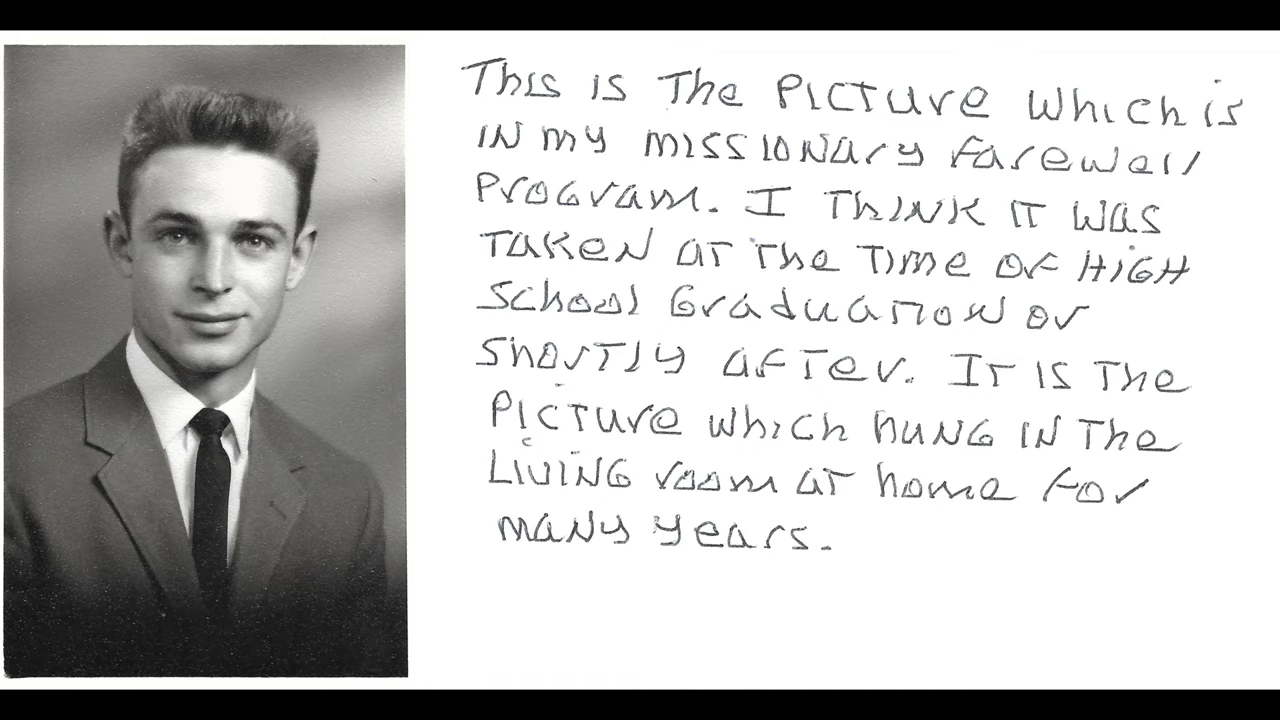 This is The Picture which is
in my missionary farewell
Program. I Think it was
Taken at the Time of High
School Graduation or
shortly after. It is the
Picture which hung in the
Living room at home for
many years.